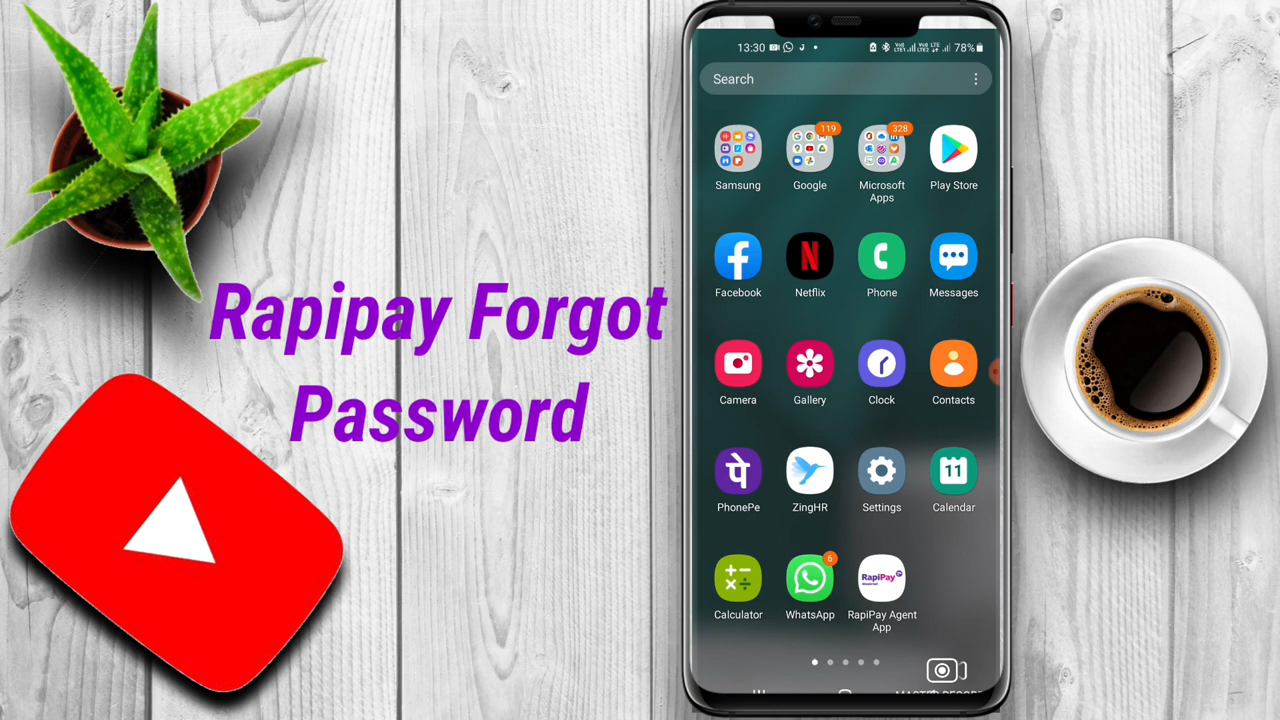 Rapipay Forgot
Password
13:30
78%
Search
119
328
Samsung
Google
Microsoft
Apps
Play Store
Facebook
Netflix
Phone
Messages
Camera
Gallery
Clock
Contacts
पे
11
PhonePe
ZingHR
Settings
Calendar
6
RapiPay
Calculator
WhatsApp
RapiPay Agent
App